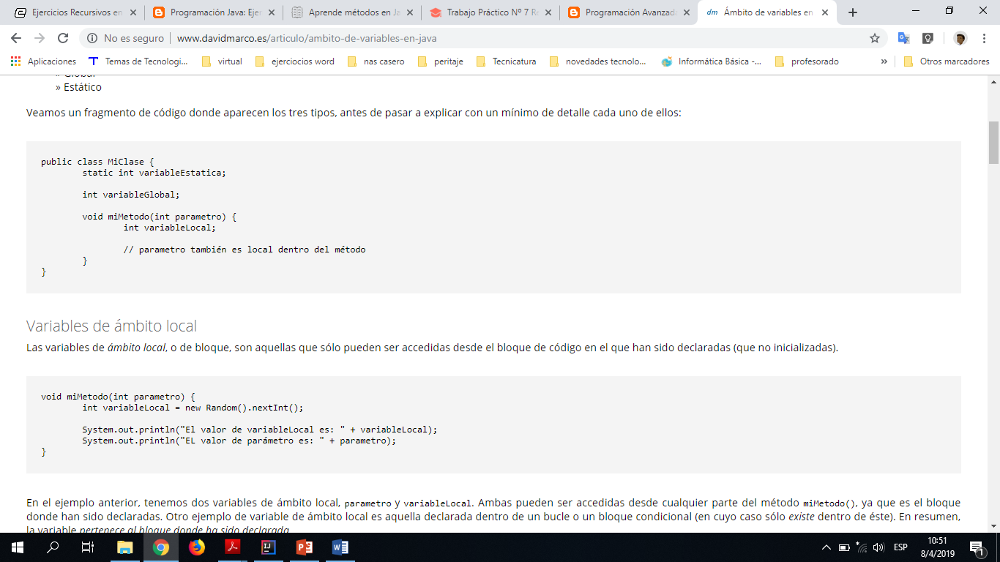 Ejercicios Recursivos en
Programación Java: Ejer
Aprende métodos en Ja
Trabajo Práctico Nº 7 Re
Programación Avanzada
dm Ámbito de variables en
No es seguro | www.davidmarco.es/articulo/ambito-de-variables-en-java
Aplicaciones
T Temas de Tecnologi...
virtual
ejerciocios word
nas casero
peritaje
Tecnicatura
novedades tecnolo...
Informática Básica -...
profesorado
»
Otros marcadores
» Global
» Estático
Veamos un fragmento de código donde aparecen los tres tipos, antes de pasar a explicar con un mínimo de detalle cada uno de ellos:
public class MiClase {
static int variableEstatica;
int variableGlobal;
void miMetodo(int parametro) {
int variableLocal;
// parametro también es local dentro del método
}
}
Variables de ámbito local
Las variables de ámbito local, o de bloque, son aquellas que sólo pueden ser accedidas desde el bloque de código en el que han sido declaradas (que no inicializadas).
void miMetodo(int parametro) {
int variableLocal = new Random().nextInt();
System.out.println("El valor de variableLocal es: " + variableLocal);
System.out.println("EL valor de parámetro es: " + parametro);
}
En el ejemplo anterior, tenemos dos variables de ámbito local, parametro y variableLocal. Ambas pueden ser accedidas desde cualquier parte del método miMetodo(), ya que es el bloque
donde han sido declaradas. Otro ejemplo de variable de ámbito local es aquella declarada dentro de un bucle o un bloque condicional (en cuyo caso sólo existe dentro de éste). En resumen,
la variable pertenece al bloque donde ha sido declarada.
ESP
10:51
8/4/2019
1